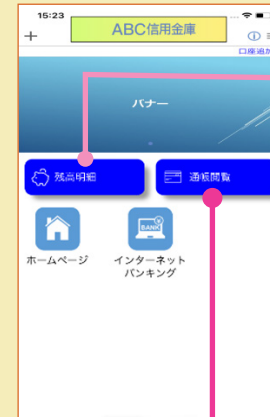 15:23
ABC信用金庫
口座追加
バナー
残高明細
通帳閲覧
BANK
ホームページ
インターネット
バンキング